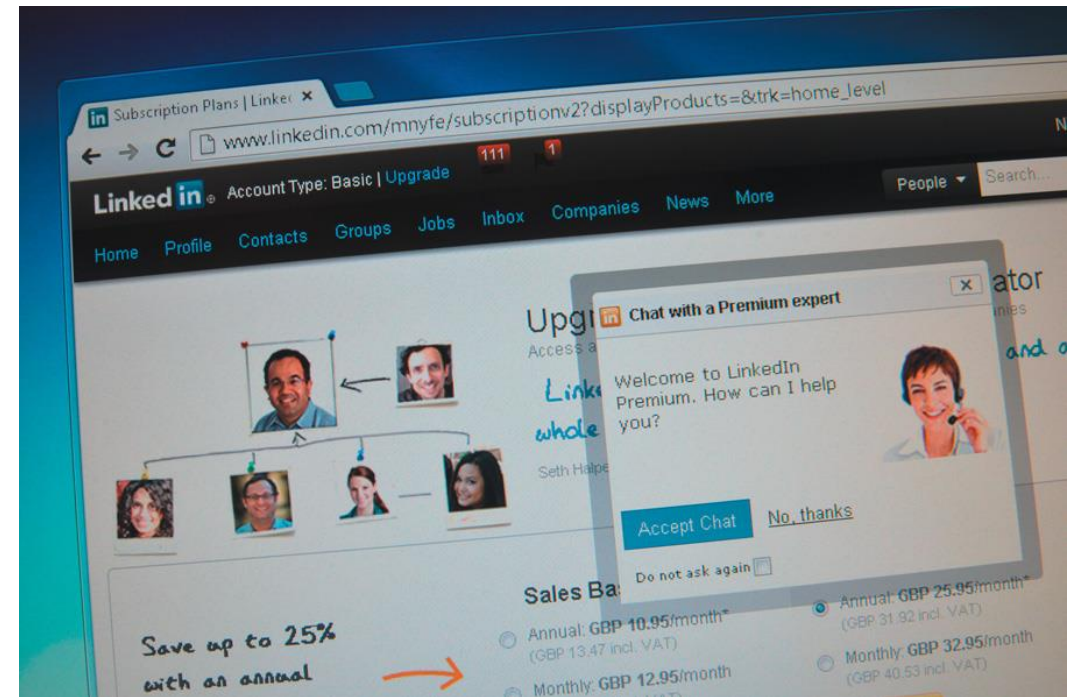 Subscription Plans | Linke
www.linkedin.com/mnyfe/subscriptionv2?displayProducts=&trk=home_level
Linked in Account Type: Basic | Upgrade 111 1
People Search...
Home Profile Contacts Groups Jobs Inbox Companies News More
Upgr ator
Access a
and
Link
whole
Seth Halpe
in Chat with a Premium expert
Welcome to LinkedIn
Premium. How can I help
you?
Accept Chat No, thanks
Do not ask again
Save up to 25%
with an annual
Sales Ba
Annual: GBP 10.95/month*
(GBP 13.47 incl. VAT)
Monthly: GBP 12.95/month
Annual: GBP 25.95/month*
(GBP 31.92 incl. VAT)
Monthly: GBP 32.95/month
(GBP 40.53 incl. VAT)